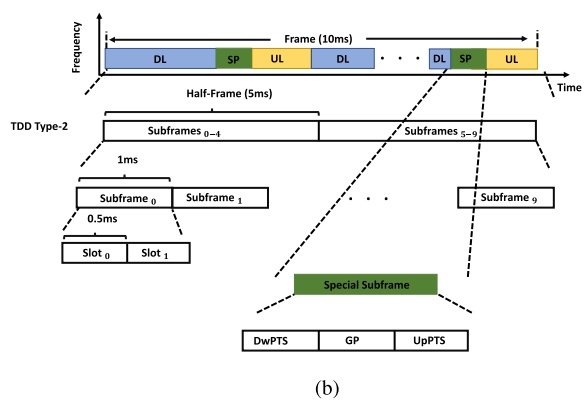 Frame (10ms)
Frequency
DL SP UL DL . . . . DL SP UL
Time
Half-Frame (5ms)
TDD Type-2
Subframes 0-4 Subframes 5-9
1ms
Subframe 0 Subframe 1 . . . . Subframe 9
0.5ms
Slot 0 Slot 1
Special Subframe
DwPTS GP UpPTS
(b)